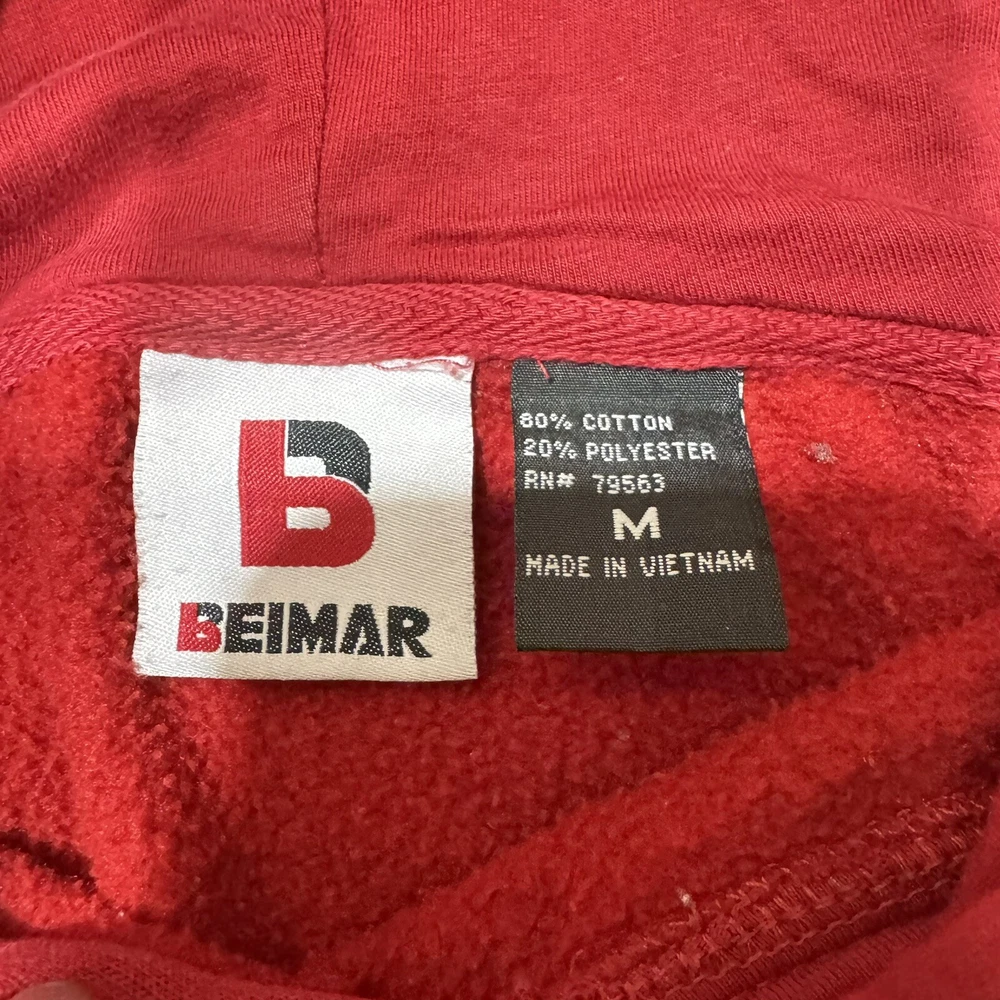 B
BEIMAR
80% COTTON
20% POLYESTER
RN# 79563
M
MADE IN VIETNAM